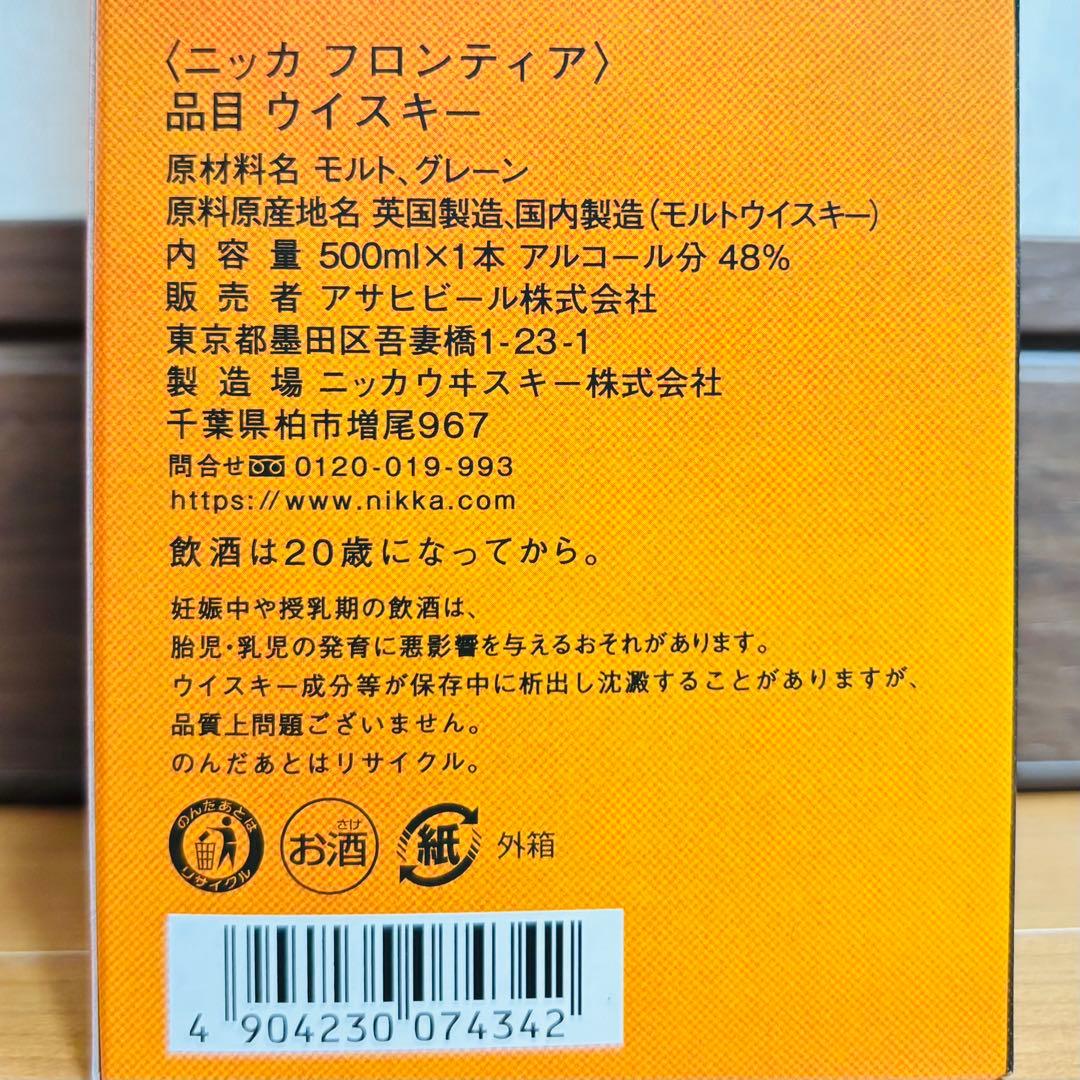 〈ニッカ フロンティア〉
品目 ウイスキー
原材料名 モルト、グレーン
原料原産地名 英国製造、国内製造（モルトウイスキー）
内容量 500ml×1本 アルコール分 48%
販売者 アサヒビール株式会社
東京都墨田区吾妻橋1-23-1
製造場 ニッカウヰスキー株式会社
千葉県柏市増尾967
問合せ 0120-019-993
https://www.nikka.com
飲酒は20歳になってから。
妊娠中や授乳期の飲酒は、
胎児・乳児の発育に悪影響を与えるおそれがあります。
ウイスキー成分等が保存中に析出し沈澱することがありますが、
品質上問題ございません。
のんだあとはリサイクル。
のんだあとは リサイクル
さけ
お酒
紙 外箱
4 904230 074342